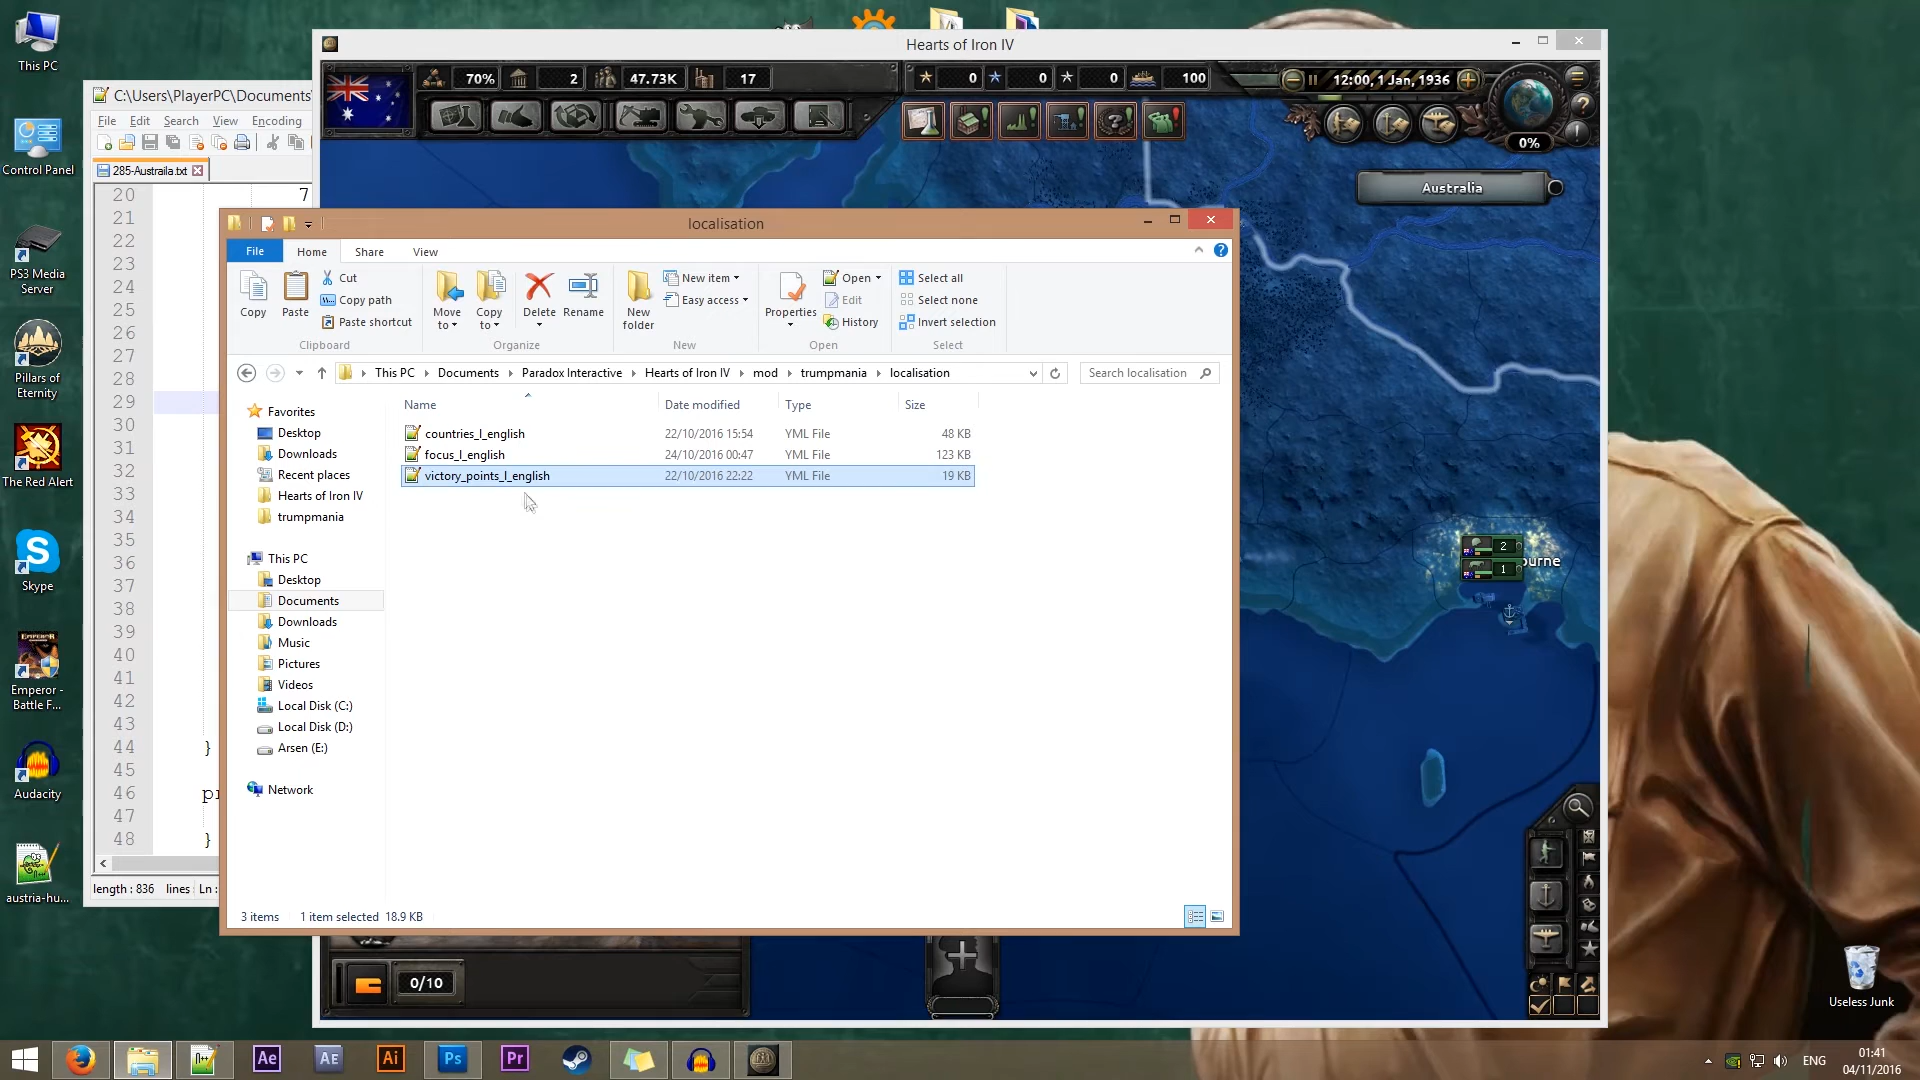 This PC
Control Panel
PS3 Media
Server
Pillars of
Eternity
The Red Alert
Skype
Emperor -
Battle F...
Audacity
austria-hu...
C:\Users\PlayerPC\Documents\
File Edit Search View Encoding
285-Austraila.txt
20
7
21
22
23
24
25
26
27
28
29
30
31
32
33
34
35
36
37
38
39
40
41
42
43
44 }
45
46
47
48 }
length : 836 lines Ln :
Hearts of Iron IV
70% 2 47.73K 17
0 0 0 100
12:00, 1 Jan, 1936
0%
Australia
2
1
ourne
0/10
localisation
File Home Share View
Copy
Paste
Cut
Copy path
Paste shortcut
Clipboard
Move
to
Copy
to
Delete
Rename
Organize
New
folder
New item
Easy access
New
Properties
Open
Edit
History
Open
Select all
Select none
Invert selection
Select
This PC Documents Paradox Interactive Hearts of Iron IV mod trumpmania localisation
Search localisation
Name Date modified Type Size
countries_l_english 22/10/2016 15:54 YML File 48 KB
focus_l_english 24/10/2016 00:47 YML File 123 KB
victory_points_l_english 22/10/2016 22:22 YML File 19 KB
Favorites
Desktop
Downloads
Recent places
Hearts of Iron IV
trumpmania
This PC
Desktop
Documents
Downloads
Music
Pictures
Videos
Local Disk (C:)
Local Disk (D:)
Arsen (E:)
Network
3 items 1 item selected 18.9 KB
Useless Junk
Ae AE Ai Ps Pr
ENG
01:41
04/11/2016